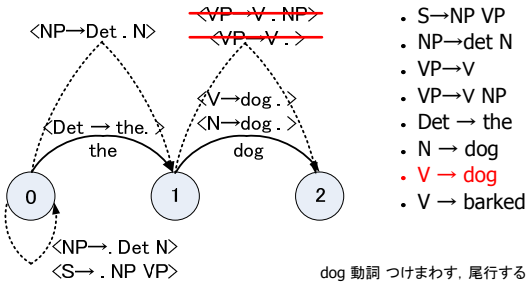 <VP→V . NP>
<NP→Det . N>
<VP→V . >
<V→dog . >
<Det → the. >
<N→dog . >
the
dog
0
1
2
<NP→. Det N>
<S→. NP VP>
• S→NP VP
• NP→det N
• VP→V
• VP→V NP
• Det → the
• N → dog
• V → dog
• V → barked
dog 動詞 つけまわす, 尾行する